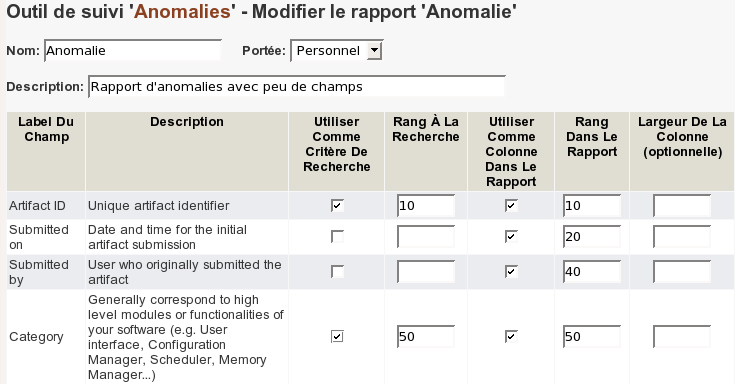 Outil de suivi 'Anomalies' - Modifier le rapport 'Anomalie'
Nom: Anomalie Portée: Personnel
Description: Rapport d'anomalies avec peu de champs
Label Du Champ Description Utiliser Comme Critère De Recherche Rang À La Recherche Utiliser Comme Colonne Dans Le Rapport Rang Dans Le Rapport Largeur De La Colonne (optionnelle)
Artifact ID Unique artifact identifier 10 10
Submitted on Date and time for the initial artifact submission 20
Submitted by User who originally submitted the artifact 40
Category Generally correspond to high level modules or functionalities of your software (e.g. User interface, Configuration Manager, Scheduler, Memory Manager...) 50 50